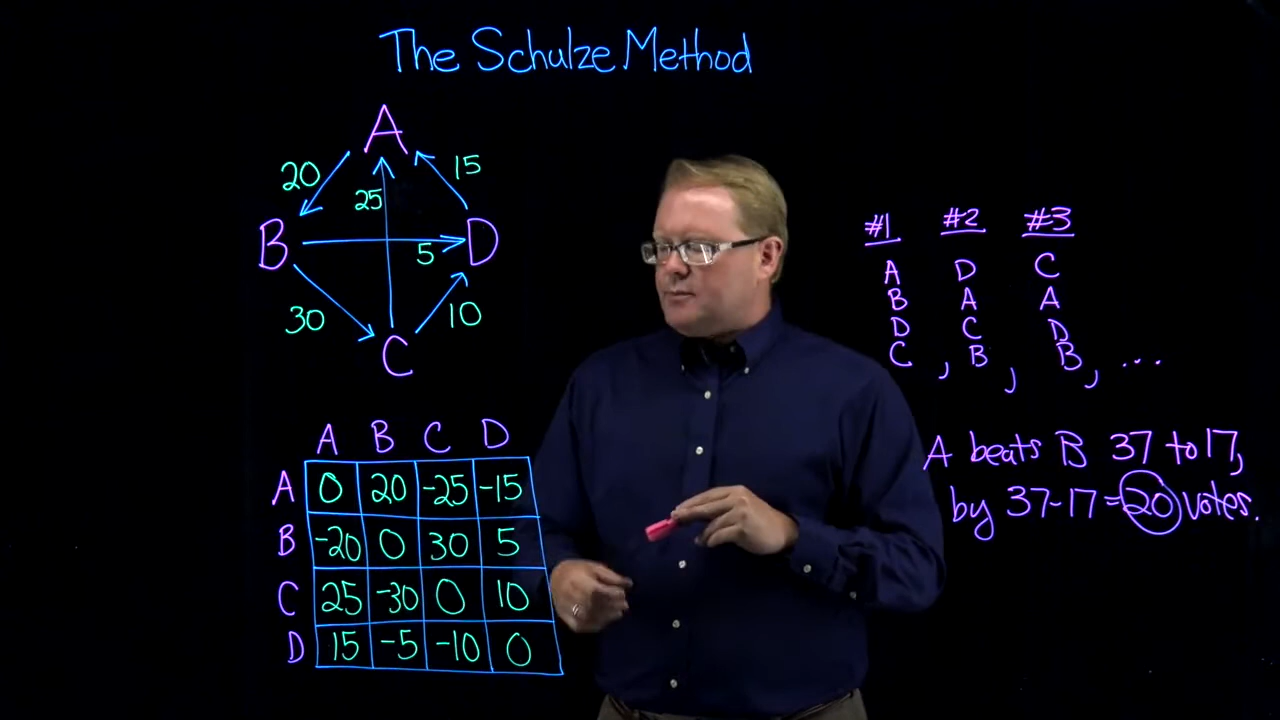 The Schulze Method
A
20
25
15
B
5
D
30
10
C
#1 #2 #3
A D C
B A A
D C D
C , B , B , ...
A beats B 37 to 17,
by 37-17=20 votes.
A B C D
A 0 20 -25 -15
B -20 0 30 5
C 25 -30 0 10
D 15 -5 -10 0